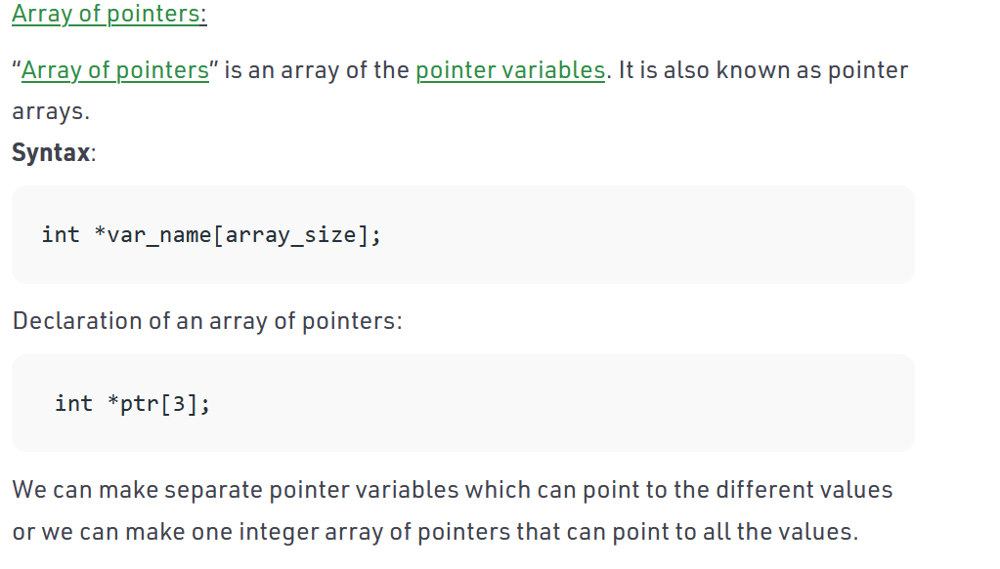 Array of pointers:
“Array of pointers” is an array of the pointer variables. It is also known as pointer
arrays.
Syntax:
int *var_name[array_size];
Declaration of an array of pointers:
int *ptr[3];
We can make separate pointer variables which can point to the different values
or we can make one integer array of pointers that can point to all the values.